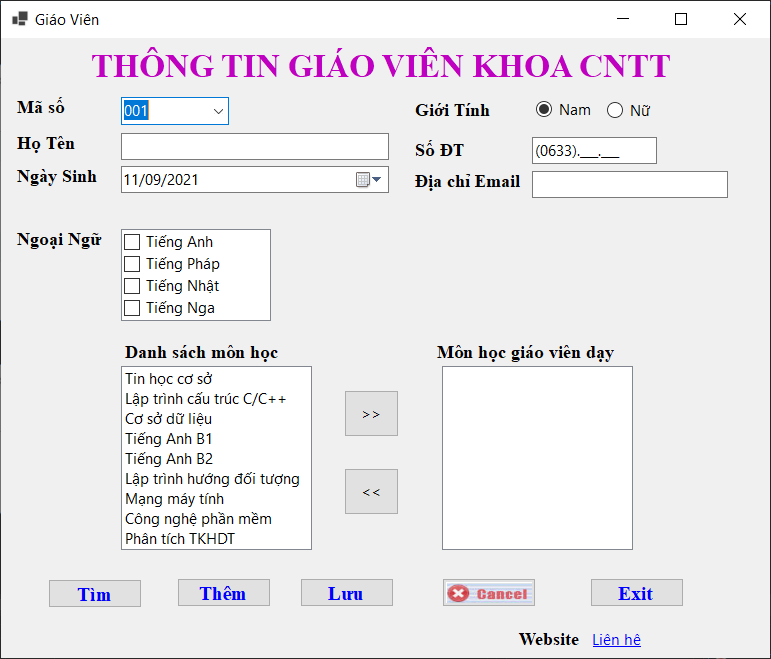 Giáo Viên
THÔNG TIN GIÁO VIÊN KHOA CNTT
Mã số
001
Giới Tính
Nam
Nữ
Họ Tên
Số ĐT
(0633).___.___
Ngày Sinh
11/09/2021
Địa chỉ Email
Ngoại Ngữ
Tiếng Anh
Tiếng Pháp
Tiếng Nhật
Tiếng Nga
Danh sách môn học
Tin học cơ sở
Lập trình cấu trúc C/C++
Cơ sở dữ liệu
Tiếng Anh B1
Tiếng Anh B2
Lập trình hướng đối tượng
Mạng máy tính
Công nghệ phần mềm
Phân tích TKHDT
>>
<<
Môn học giáo viên dạy
Tìm
Thêm
Lưu
Cancel
Exit
Website
Liên hê